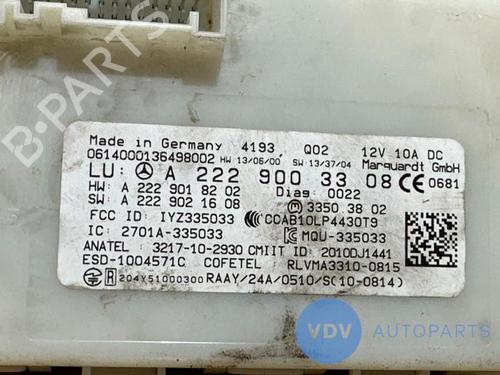 Made in Germany 4193 Q02 12V 10A DC
0614000136498002 HW 13/06/00 SW 13/37/04 Marquardt GmbH
LU: A 222 900 33 08 CE 0681
HW: A 222 901 82 02 Diag: 0022
SW: A 222 902 16 08 3350 38 02
FCC ID: IYZ335033 CCAB10LP4430T9
IC: 2701A-335033 MQU-335033
ANATEL : 3217-10-2930 CMIIT ID: 2010DJ1441
ESD-1004571C COFETEL RLVMA3310-0815
R 204X51000300 RAAY/24A/0510/S(10-0814)
B-Parts
VDV AUTOPARTS